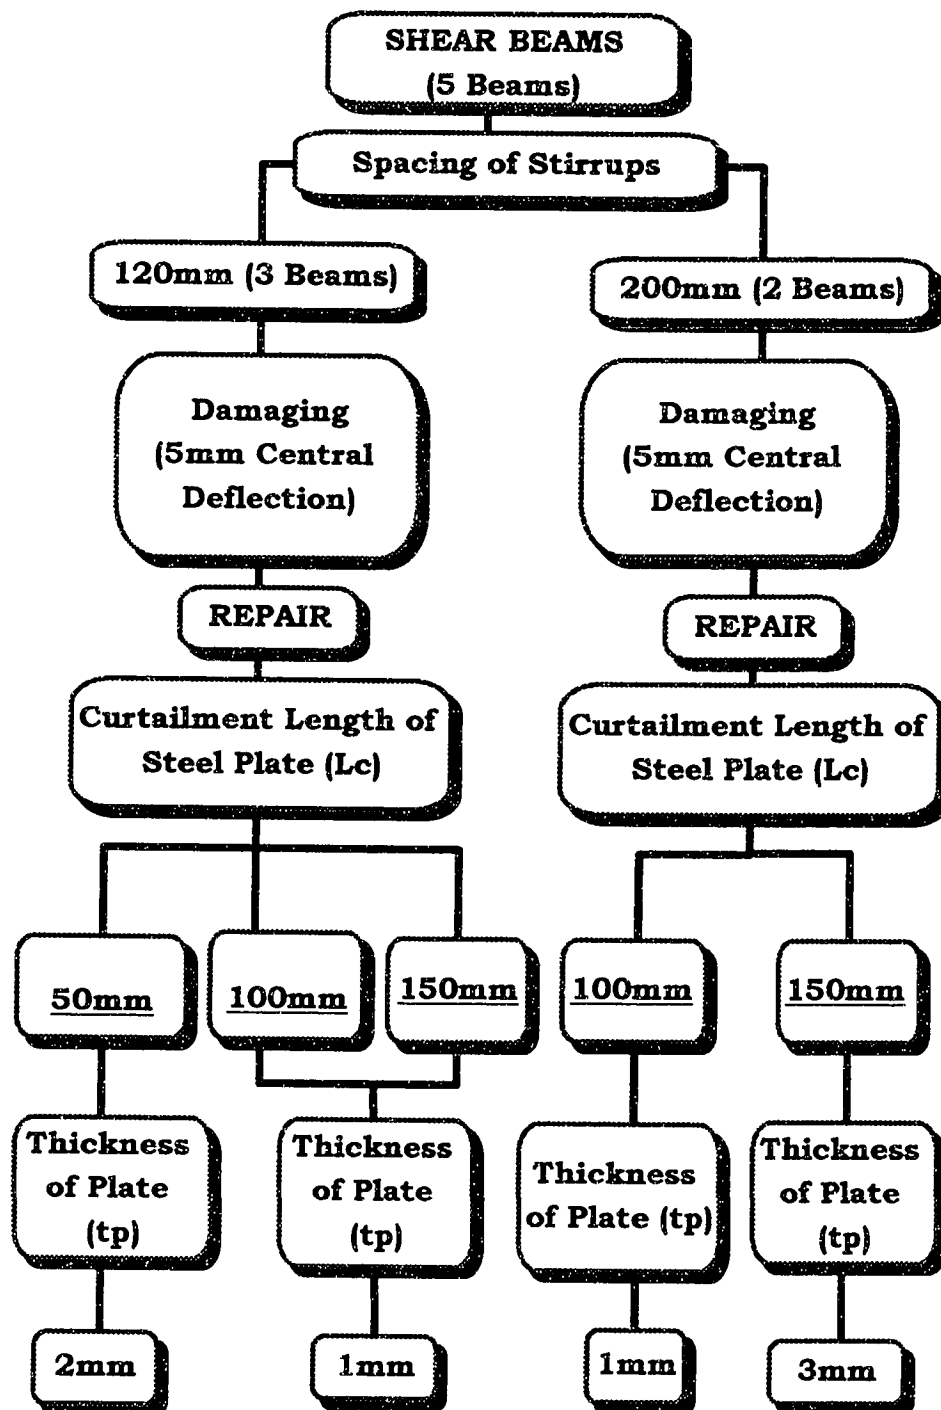 SHEAR BEAMS
(5 Beams)
Spacing of Stirrups
120mm (3 Beams)
200mm (2 Beams)
Damaging
(5mm Central
Deflection)
Damaging
(5mm Central
Deflection)
REPAIR
REPAIR
Curtailment Length of
Steel Plate (Lc)
Curtailment Length of
Steel Plate (Lc)
50mm
100mm
150mm
100mm
150mm
Thickness
of Plate
(tp)
Thickness
of Plate
(tp)
Thickness
of Plate (tp)
Thickness
of Plate
(tp)
2mm
1mm
1mm
3mm